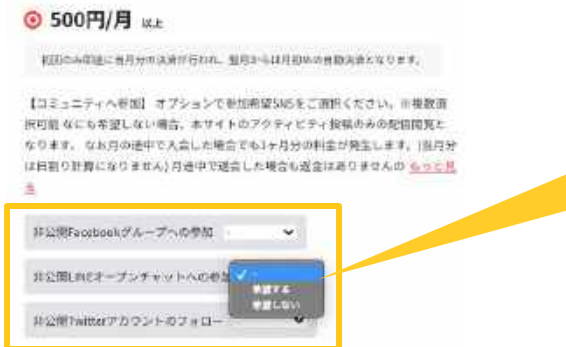 500円/月 以上
初回のみ即座に当月分の決済が行われ、翌月からは月初めの自動決済となります。
【コミュニティへ参加】 オプションで参加希望SNSをご選択ください。※複数選
択可能 なにも希望しない場合、本サイトのアクティビティ投稿のみの配信閲覧と
なります。 なお月の途中で入会した場合でも1ヶ月分の料金が発生します。(当月分
は日割り計算になりません) 月途中で退会した場合も返金はありませんの もっと見
る
非公開Facebookグループへの参加 -
非公開LINEオープンチャットへの参加
✓ -
希望する
希望しない
非公開Twitterアカウントのフォロー